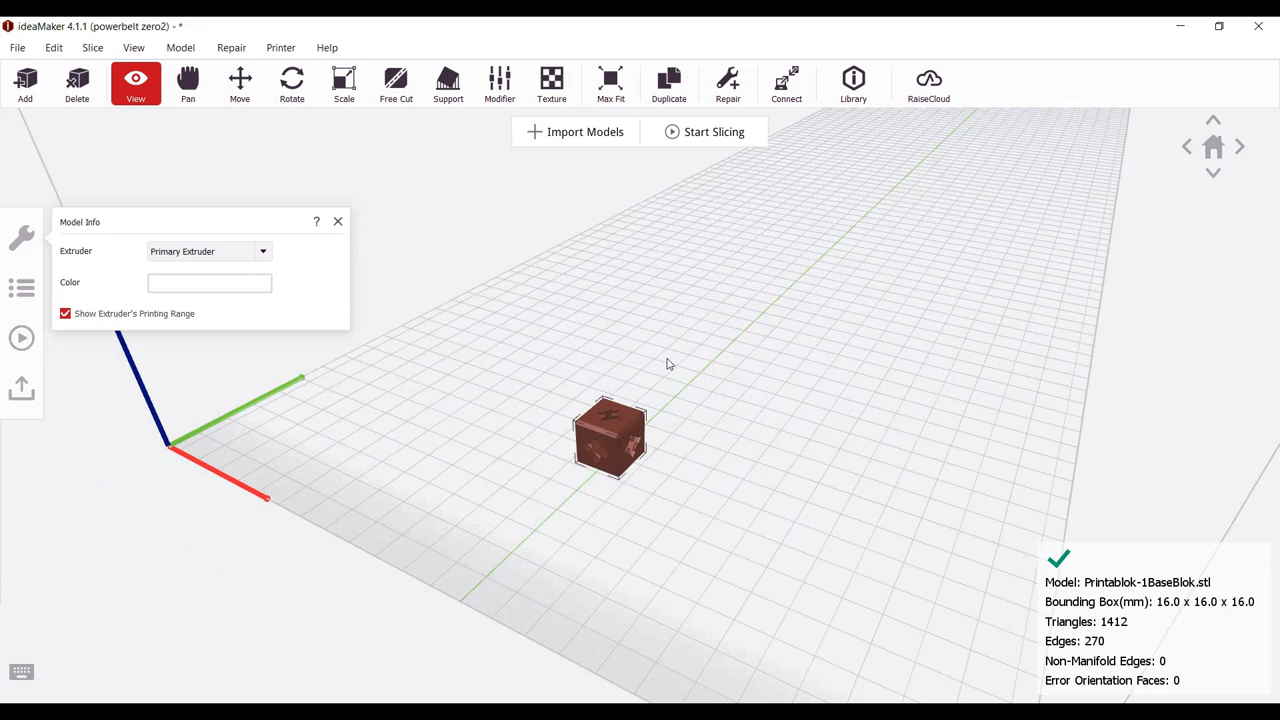 ideaMaker 4.1.1 (powerbelt zero2) - *
File Edit Slice View Model Repair Printer Help
Add Delete View Pan Move Rotate Scale Free Cut Support Modifier Texture Max Fit Duplicate Repair Connect Library RaiseCloud
Import Models Start Slicing
Model Info ?
Extruder Primary Extruder
Color
Show Extruder's Printing Range
Model: Printablok-1BaseBlok.stl
Bounding Box(mm): 16.0 x 16.0 x 16.0
Triangles: 1412
Edges: 270
Non-Manifold Edges: 0
Error Orientation Faces: 0